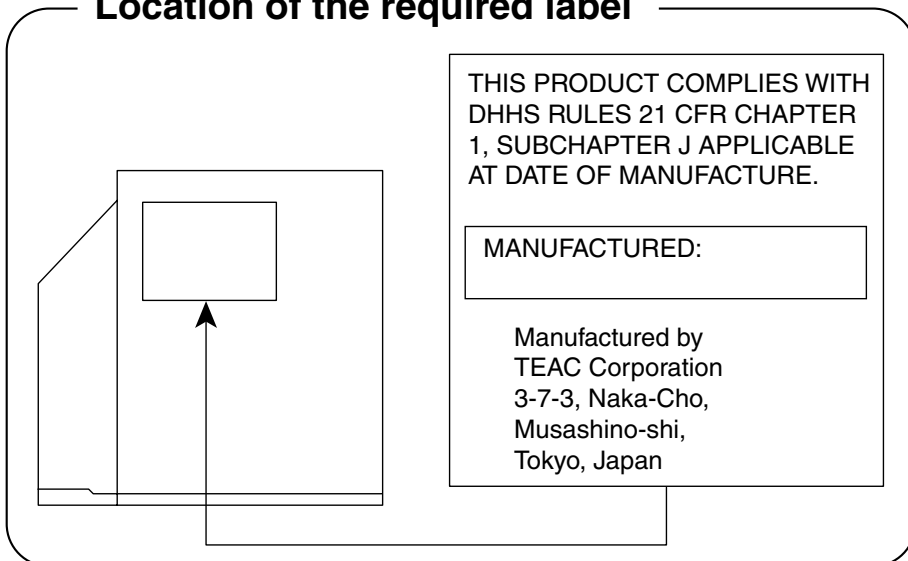 Location of the required label
THIS PRODUCT COMPLIES WITH
DHHS RULES 21 CFR CHAPTER
1, SUBCHAPTER J APPLICABLE
AT DATE OF MANUFACTURE.
MANUFACTURED:
Manufactured by
TEAC Corporation
3-7-3, Naka-Cho,
Musashino-shi,
Tokyo, Japan